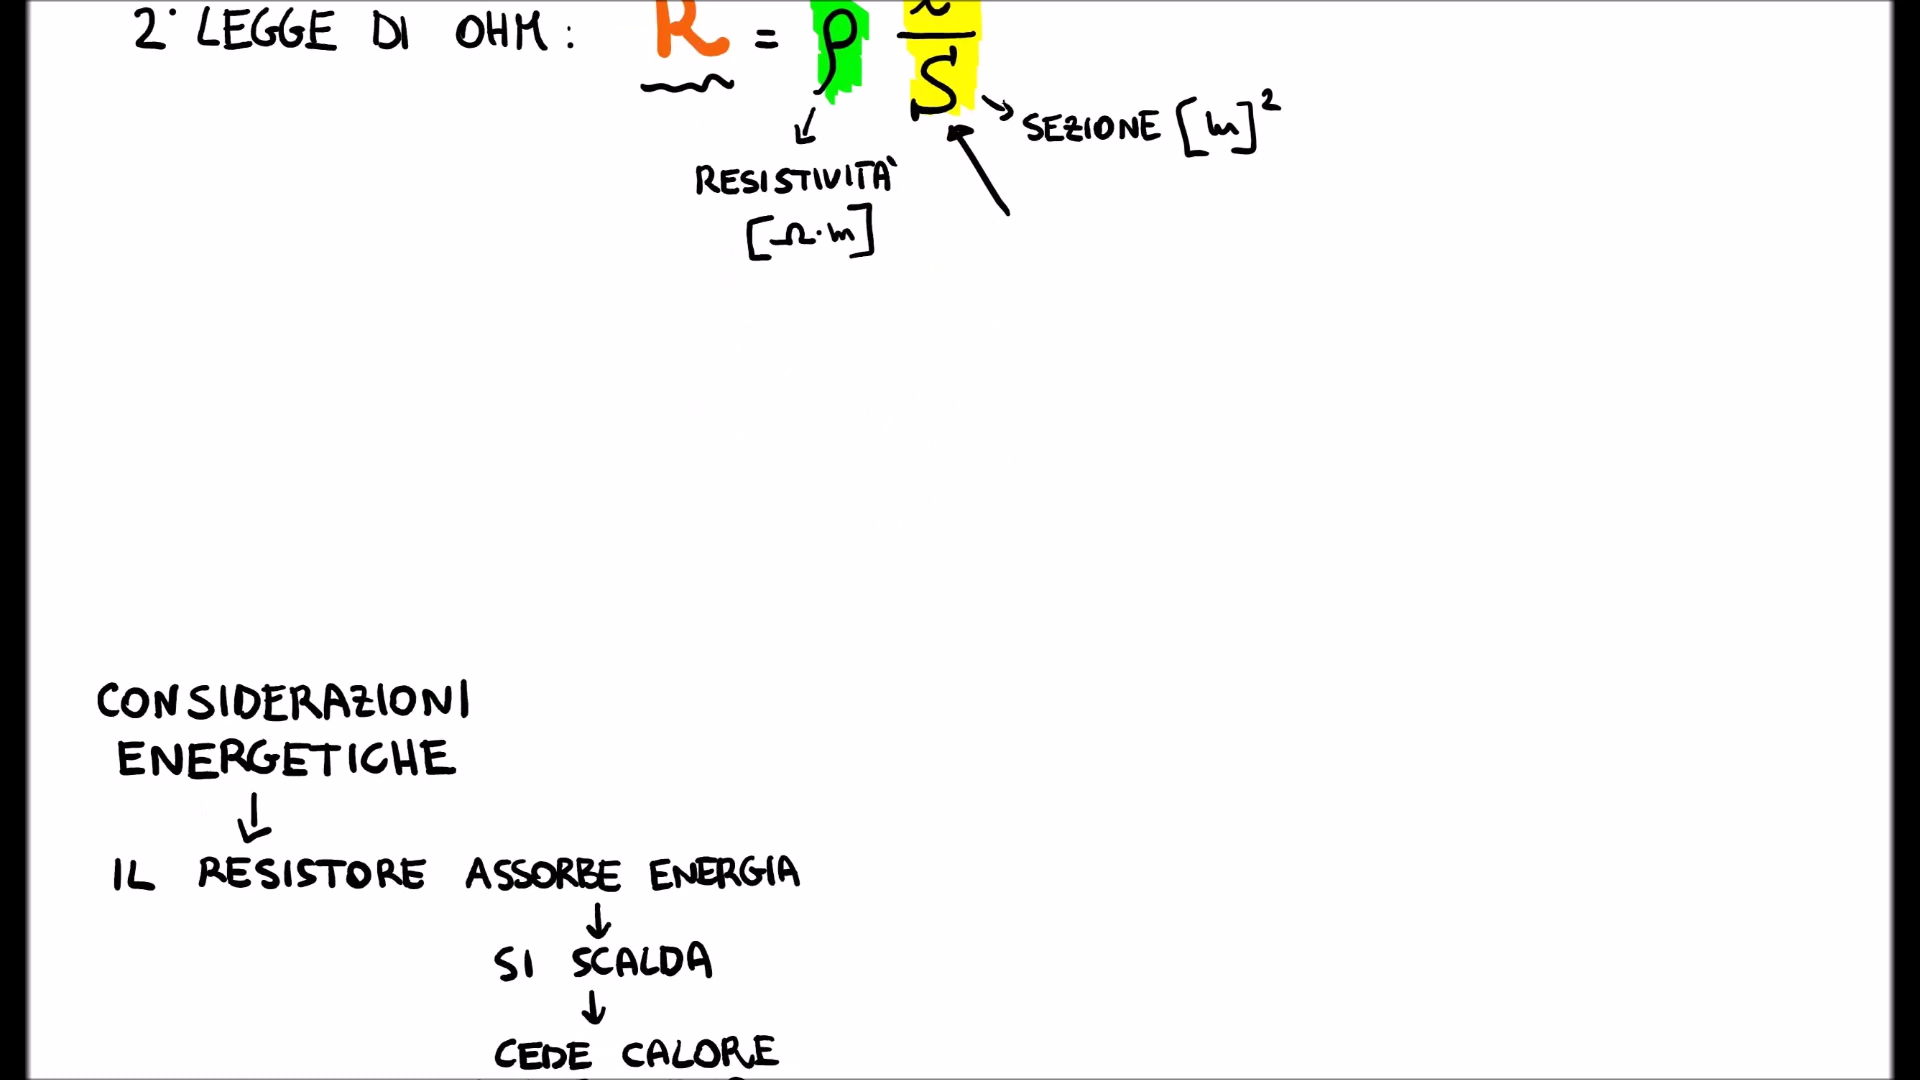 2° LEGGE DI OHM: R = ρ
S
SEZIONE [m]²
RESISTIVITÀ
[Ω·m]
CONSIDERAZIONI
ENERGETICHE
IL RESISTORE ASSORBE ENERGIA
SI SCALDA
CEDE CALORE